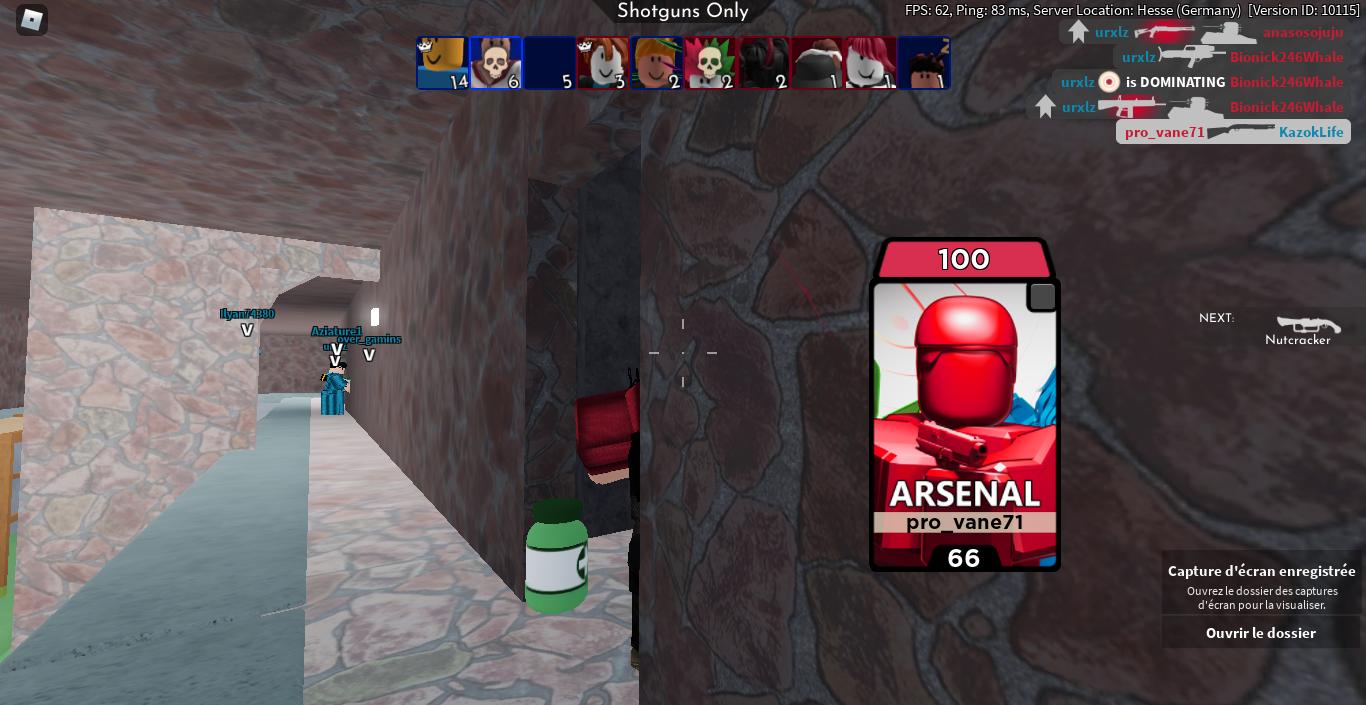 Shotguns Only
FPS: 62, Ping: 83 ms, Server Location: Hesse (Germany) [Version ID: 10115]
14 6 5 3 2 2 2 1 1 1
urxlz anasosojuju
urxlz Bionick246Whale
urxlz is DOMINATING Bionick246Whale
urxlz Bionick246Whale
pro_vane71 KazokLife
100
Ilyan74380
V
Aziature1
over_gamins
V
V
V
NEXT:
Nutcracker
ARSENAL
pro_vane71
66
Capture d'écran enregistrée
Ouvrez le dossier des captures
d'écran pour la visualiser.
Ouvrir le dossier